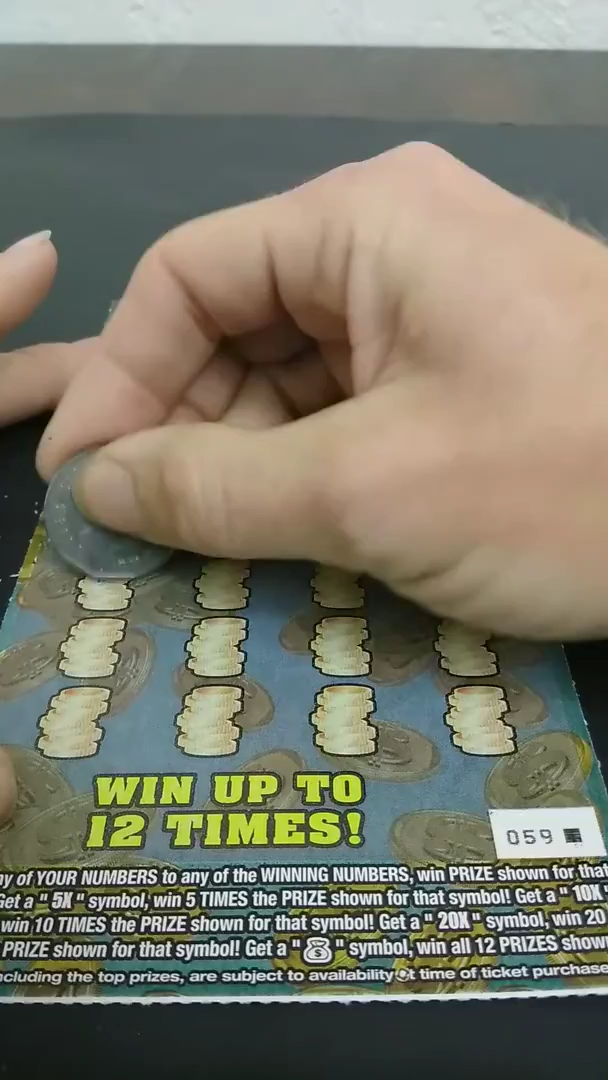 WIN UP TO
12 TIMES!
059
ny of YOUR NUMBERS to any of the WINNING NUMBERS, win PRIZE shown for that
Get a " 5X " symbol, win 5 TIMES the PRIZE shown for that symbol! Get a " 10X
win 10 TIMES the PRIZE shown for that symbol! Get a " 20X " symbol, win 20
PRIZE shown for that symbol! Get a " $ " symbol, win all 12 PRIZES shown
ncluding the top prizes, are subject to availability at time of ticket purchase